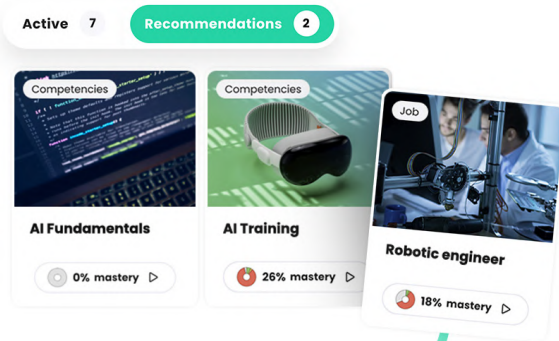 Active 7 Recommendations 2
Competencies
Competencies
Job
AI Fundamentals
AI Training
Robotic engineer
0% mastery
26% mastery
18% mastery